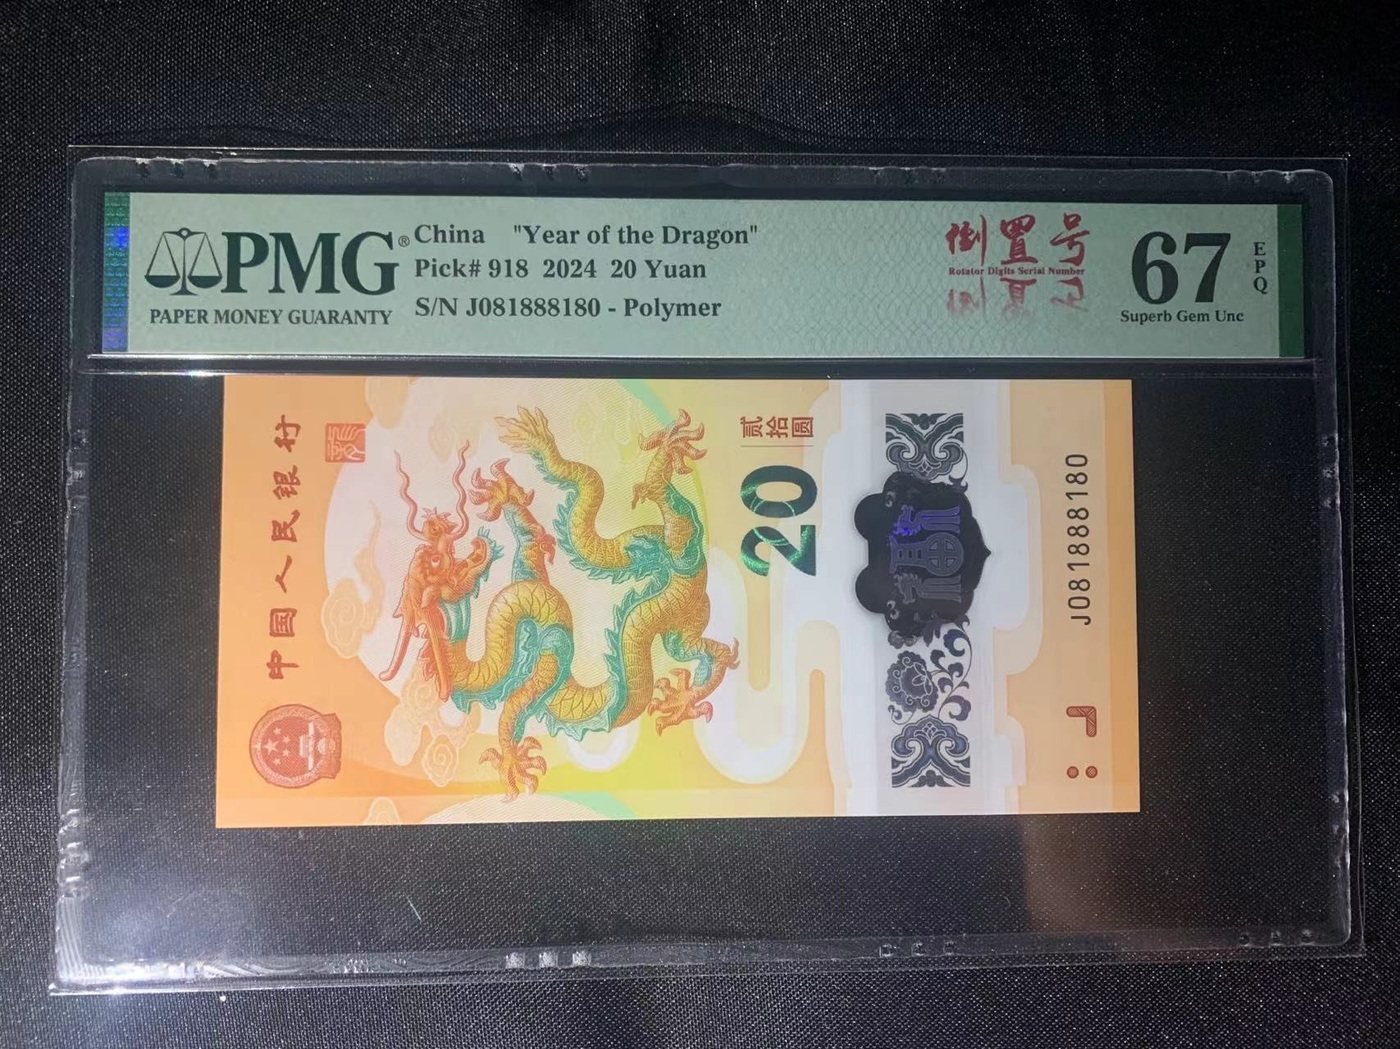 PMG®
PAPER MONEY GUARANTY
China "Year of the Dragon"
Pick# 918 2024 20 Yuan
S/N J081888180 - Polymer
倒置号
Rotator Digits Serial Number
67
EPQ
Superb Gem Unc
中国人民银行
贰拾圆
20
J081888180